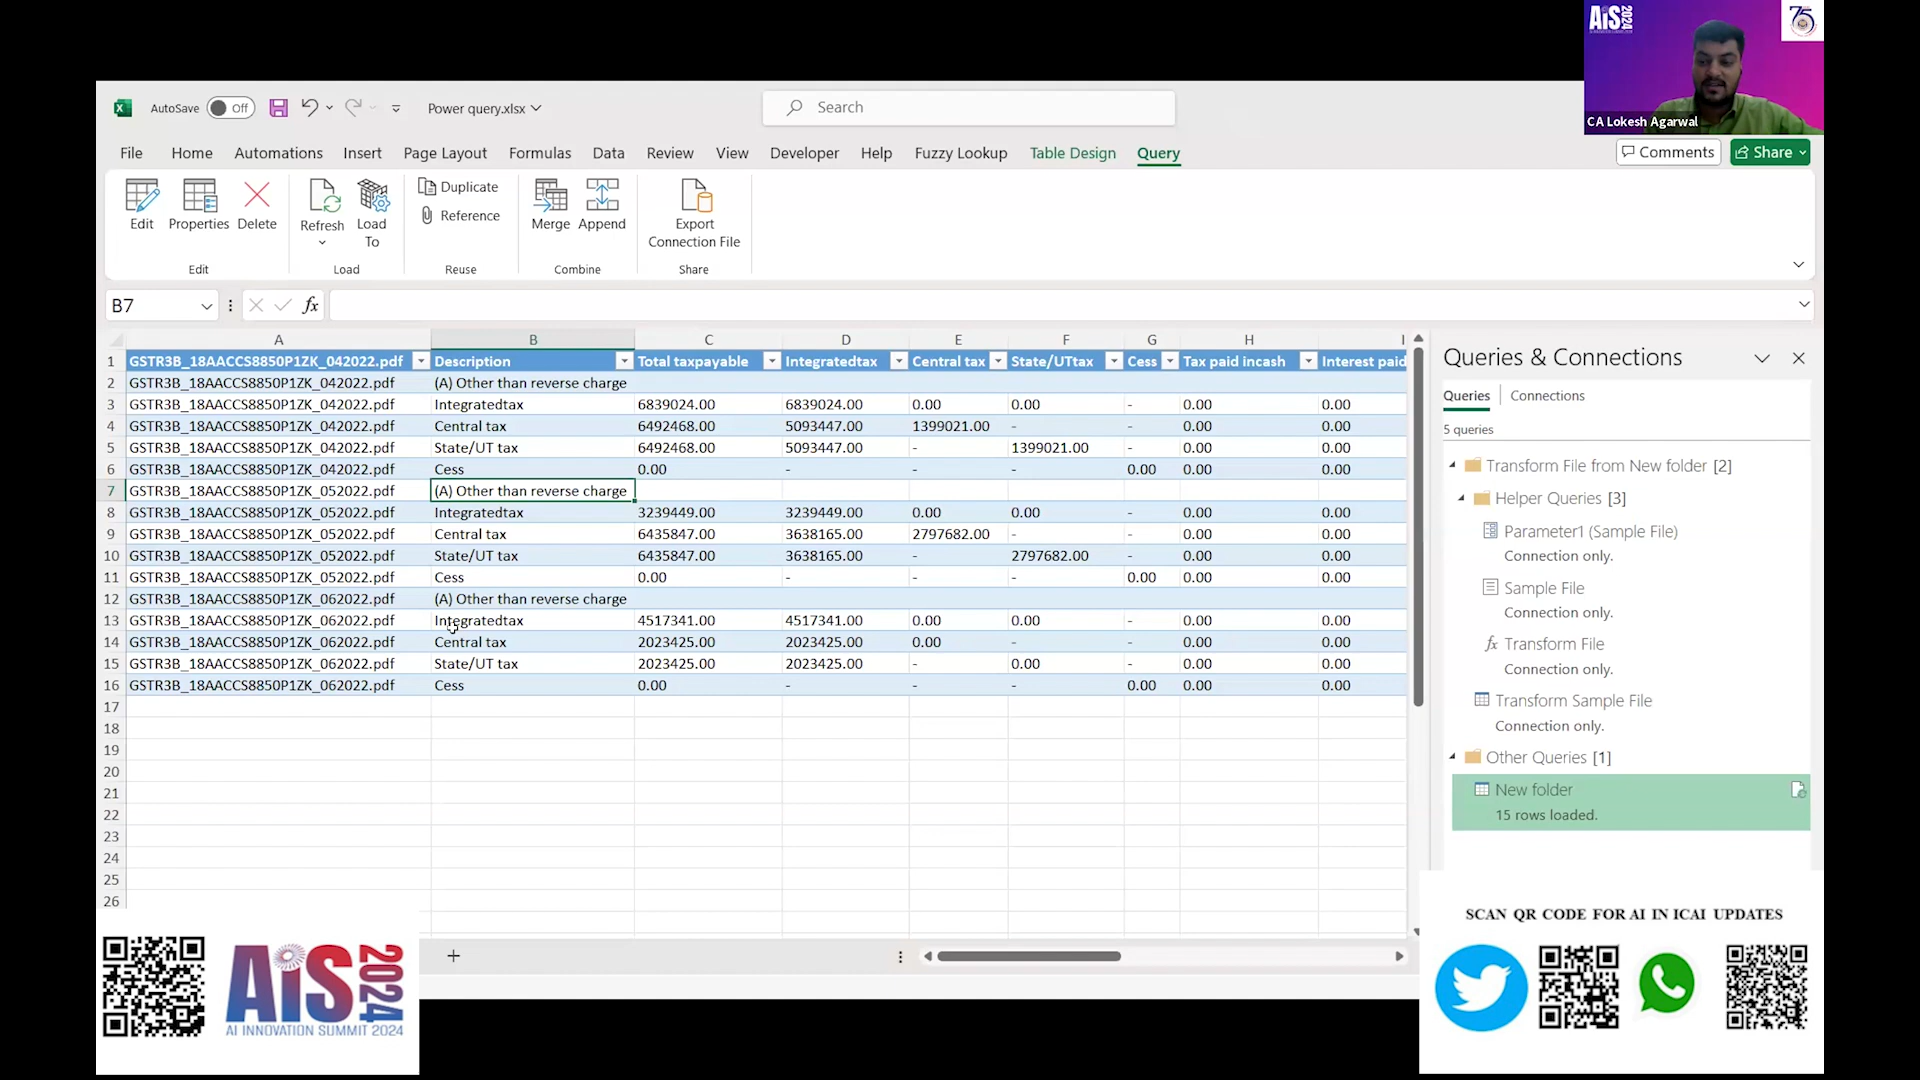 AiS 2024
75
CA Lokesh Agarwal
AutoSave Off Power query.xlsx Search
File Home Automations Insert Page Layout Formulas Data Review View Developer Help Fuzzy Lookup Table Design Query Comments Share
Edit Properties Delete Refresh Load To Duplicate Reference Merge Append Export Connection File
Edit Load Reuse Combine Share
B7 fx
A B C D E F G H I
1 GSTR3B_18AACCS8850P1ZK_042022.pdf Description Total taxpayable Integratedtax Central tax State/UTtax Cess Tax paid incash Interest paid
2 GSTR3B_18AACCS8850P1ZK_042022.pdf (A) Other than reverse charge
3 GSTR3B_18AACCS8850P1ZK_042022.pdf Integratedtax 6839024.00 6839024.00 0.00 0.00 - 0.00 0.00
4 GSTR3B_18AACCS8850P1ZK_042022.pdf Central tax 6492468.00 5093447.00 1399021.00 - - 0.00 0.00
5 GSTR3B_18AACCS8850P1ZK_042022.pdf State/UT tax 6492468.00 5093447.00 - 1399021.00 - 0.00 0.00
6 GSTR3B_18AACCS8850P1ZK_042022.pdf Cess 0.00 - - - 0.00 0.00 0.00
7 GSTR3B_18AACCS8850P1ZK_052022.pdf (A) Other than reverse charge
8 GSTR3B_18AACCS8850P1ZK_052022.pdf Integratedtax 3239449.00 3239449.00 0.00 0.00 - 0.00 0.00
9 GSTR3B_18AACCS8850P1ZK_052022.pdf Central tax 6435847.00 3638165.00 2797682.00 - - 0.00 0.00
10 GSTR3B_18AACCS8850P1ZK_052022.pdf State/UT tax 6435847.00 3638165.00 - 2797682.00 - 0.00 0.00
11 GSTR3B_18AACCS8850P1ZK_052022.pdf Cess 0.00 - - - 0.00 0.00 0.00
12 GSTR3B_18AACCS8850P1ZK_062022.pdf (A) Other than reverse charge
13 GSTR3B_18AACCS8850P1ZK_062022.pdf Integratedtax 4517341.00 4517341.00 0.00 0.00 - 0.00 0.00
14 GSTR3B_18AACCS8850P1ZK_062022.pdf Central tax 2023425.00 2023425.00 0.00 - - 0.00 0.00
15 GSTR3B_18AACCS8850P1ZK_062022.pdf State/UT tax 2023425.00 2023425.00 - 0.00 - 0.00 0.00
16 GSTR3B_18AACCS8850P1ZK_062022.pdf Cess 0.00 - - - 0.00 0.00 0.00
17
18
19
20
21
22
23
24
25
26
Queries & Connections
Queries Connections
5 queries
Transform File from New folder [2]
Helper Queries [3]
Parameter1 (Sample File)
Connection only.
Sample File
Connection only.
fx Transform File
Connection only.
Transform Sample File
Connection only.
Other Queries [1]
New folder
15 rows loaded.
AiS 2024
AI INNOVATION SUMMIT 2024
SCAN QR CODE FOR AI IN ICAI UPDATES